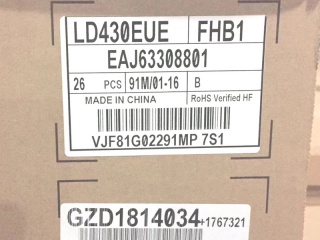 LD430EUE FHB1
EAJ63308801
26 PCS 91M/01-16 B
MADE IN CHINA RoHS Verified HF
VJF81G02291MP 7S1
GZD1814034+1767321